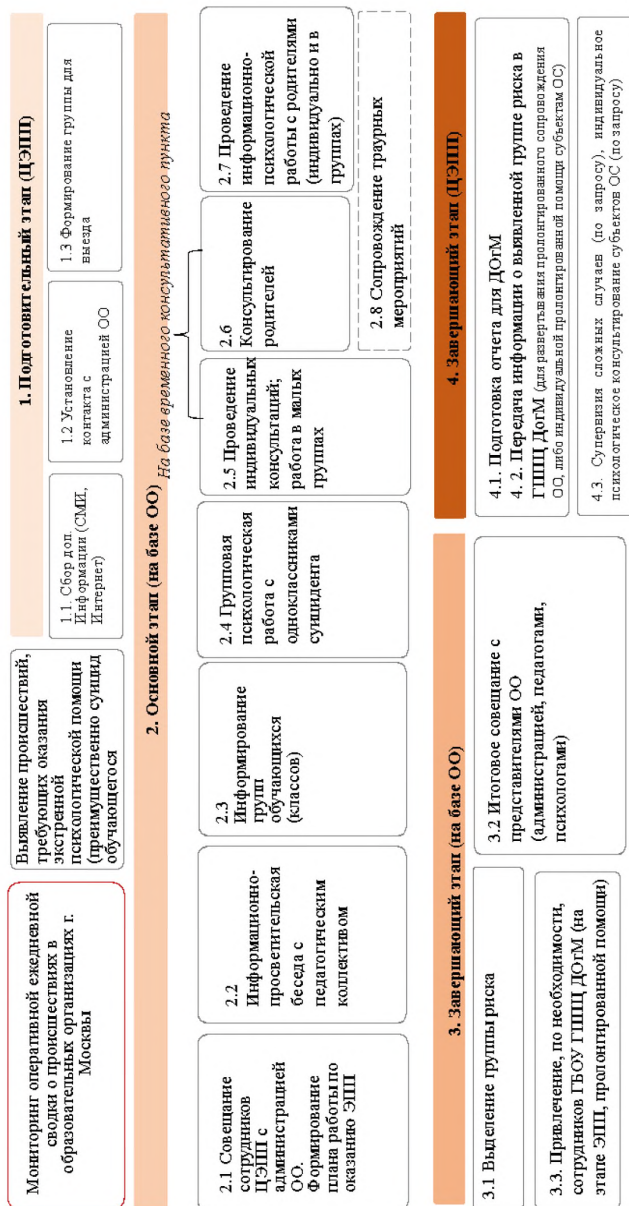 Мониторинг оперативной ежедневной
сводки о происшествиях в
образовательных организациях г.
Москвы
Выявление происшествий,
требующих оказания
экстренной
психологической помощи
(преимущественно суицид
обучающегося
1. Подготовительный этап (ЦЭПП)
1.1. Сбор доп.
Информации (СМИ,
Интернет)
1.2 Установление
контакта с
администрацией ОО
1.3 Формирование группы для
выезда
2. Основной этап (на базе ОО)
На базе временного консультативного пункта
2.1 Совещание
сотрудников
ЦЭПП с
администрацией
ОО.
Формирование
плана работы по
оказанию ЭПП
2.2
Информационно-
просветительская
беседа с
педагогическим
коллективом
2.3
Информирование
групп
обучающихся
(классов)
2.4 Групповая
психологическая
работа с
одноклассниками
суицидента
2.5 Проведение
индивидуальных
консультаций;
работа в малых
группах
2.6
Консультирование
родителей
2.7 Проведение
информационно-
психологической
работы с родителями
(индивидуально и в
группах)
2.8 Сопровождение траурных
мероприятий
3. Завершающий этап (на базе ОО)
3.1 Выделение группы риска
3.2 Итоговое совещание с
представителями ОО
(администрацией, педагогами,
психологами)
3.3. Привлечение, по необходимости,
сотрудников ГБОУ ГППЦ ДОгМ (на
этапе ЭПП, пролонгированной помощи)
4. Завершающий этап (ЦЭПП)
4.1. Подготовка отчета для ДОгМ
4. 2. Передача информации о выявленной группе риска в
ГППЦ ДогМ (для развертывания пролонгированного сопровождения
ОО, либо индивидуальной пролонгированной помощи субъектам ОС)
4.3. Супервизия сложных случаев (по запросу), индивидуальное
психологическое консультирование субъектов ОС (по запросу)